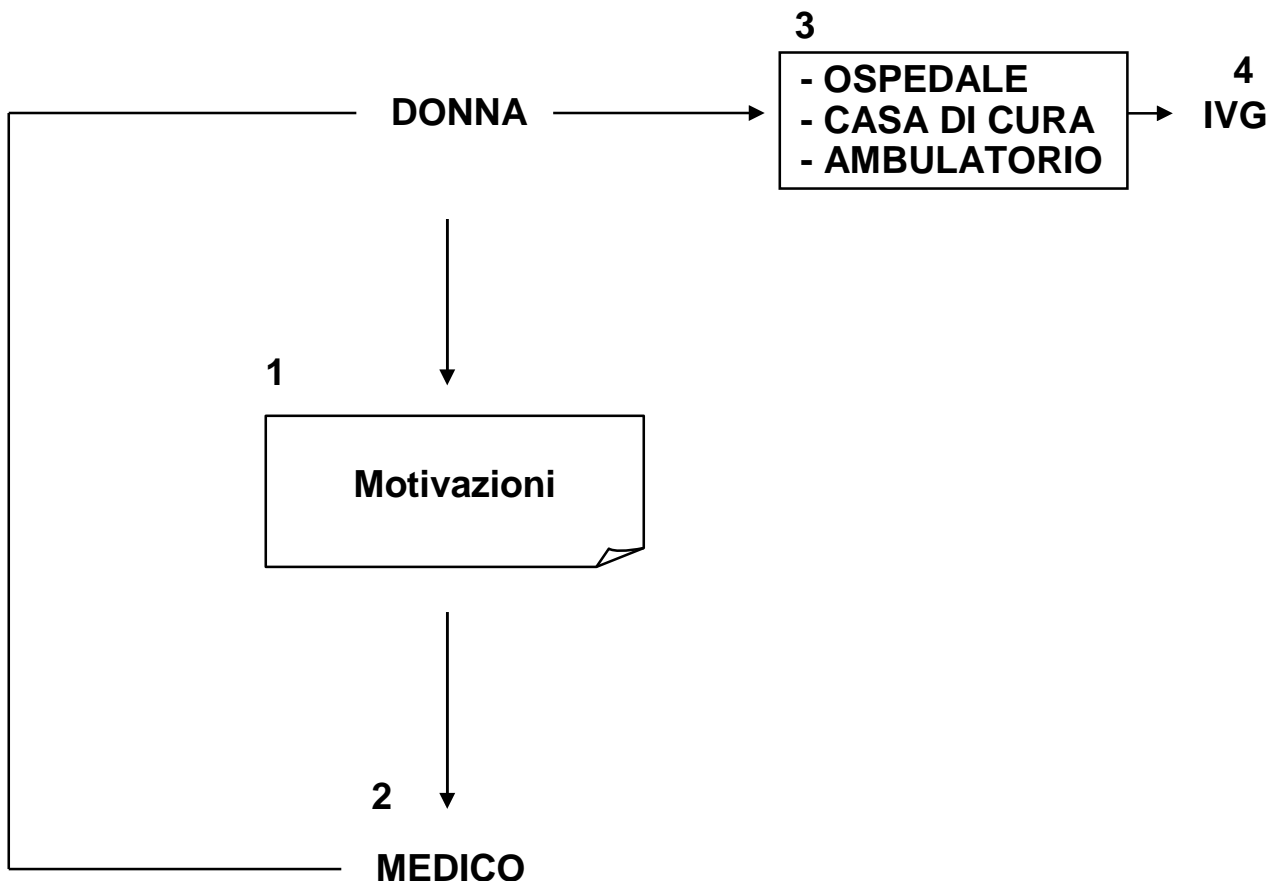 3
- OSPEDALE
- CASA DI CURA
- AMBULATORIO
4
IVG
DONNA
1
Motivazioni
2
MEDICO